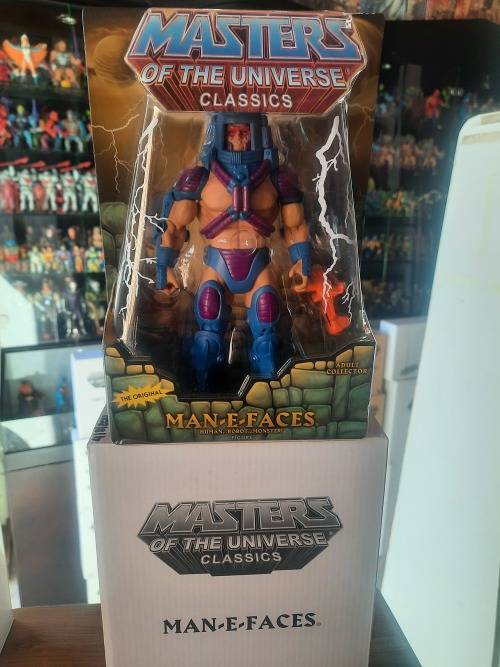 MASTERS
OF THE UNIVERSE
CLASSICS
ADULT
COLLECTOR
THE ORIGINAL
MAN-E-FACES
HUMAN...ROBOT...MONSTER!
FIGURE
MASTERS
OF THE UNIVERSE
CLASSICS
MAN-E-FACES®